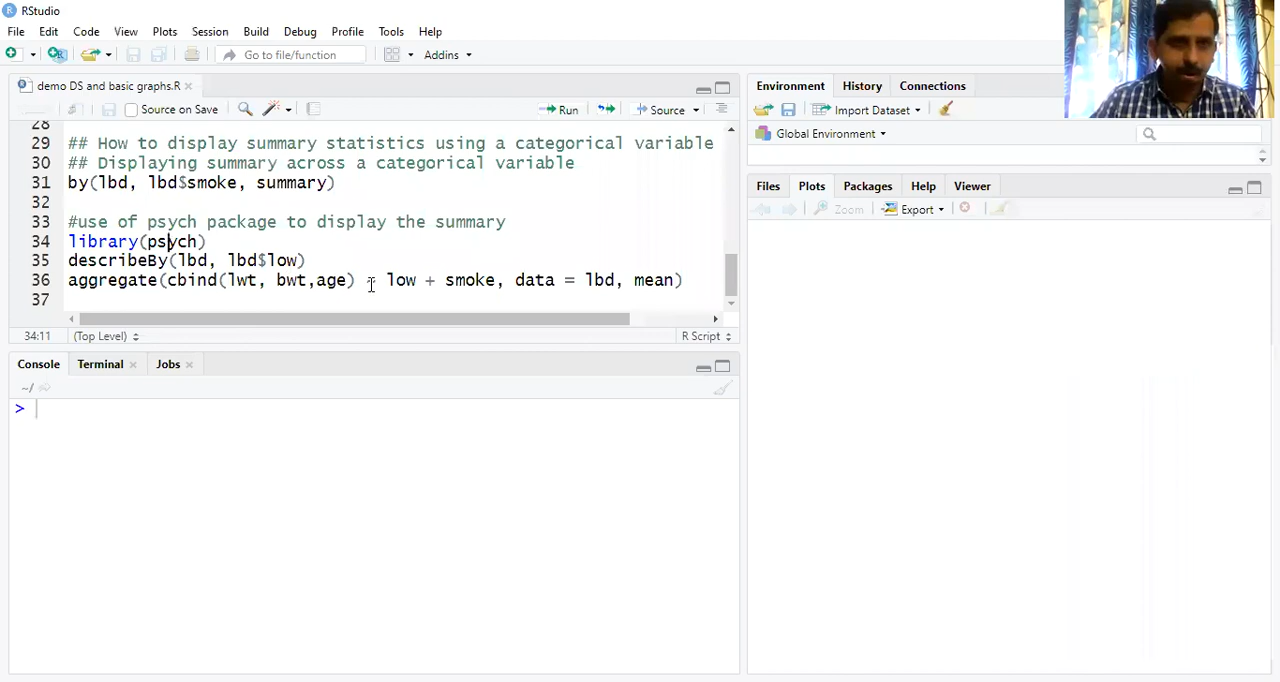 RStudio
File Edit Code View Plots Session Build Debug Profile Tools Help
Go to file/function Addins
demo DS and basic graphs.R
Source on Save Run Source
28
29 ## How to display summary statistics using a categorical variable
30 ## Displaying summary across a categorical variable
31 by(lbd, lbd$smoke, summary)
32
33 #use of psych package to display the summary
34 library(psych)
35 describeBy(lbd, lbd$low)
36 aggregate(cbind(lwt, bwt,age) ~ low + smoke, data = lbd, mean)
37
34:11 (Top Level) R Script
Console Terminal Jobs
~/
>
Environment History Connections
Import Dataset
Global Environment
Files Plots Packages Help Viewer
Zoom Export